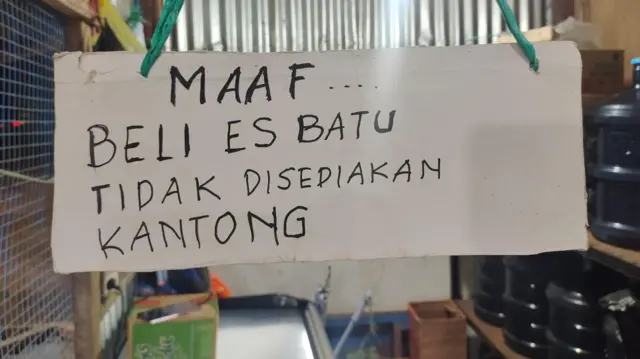 MAAF....
BELI ES BATU
TIDAK DISEDIAKAN
KANTONG